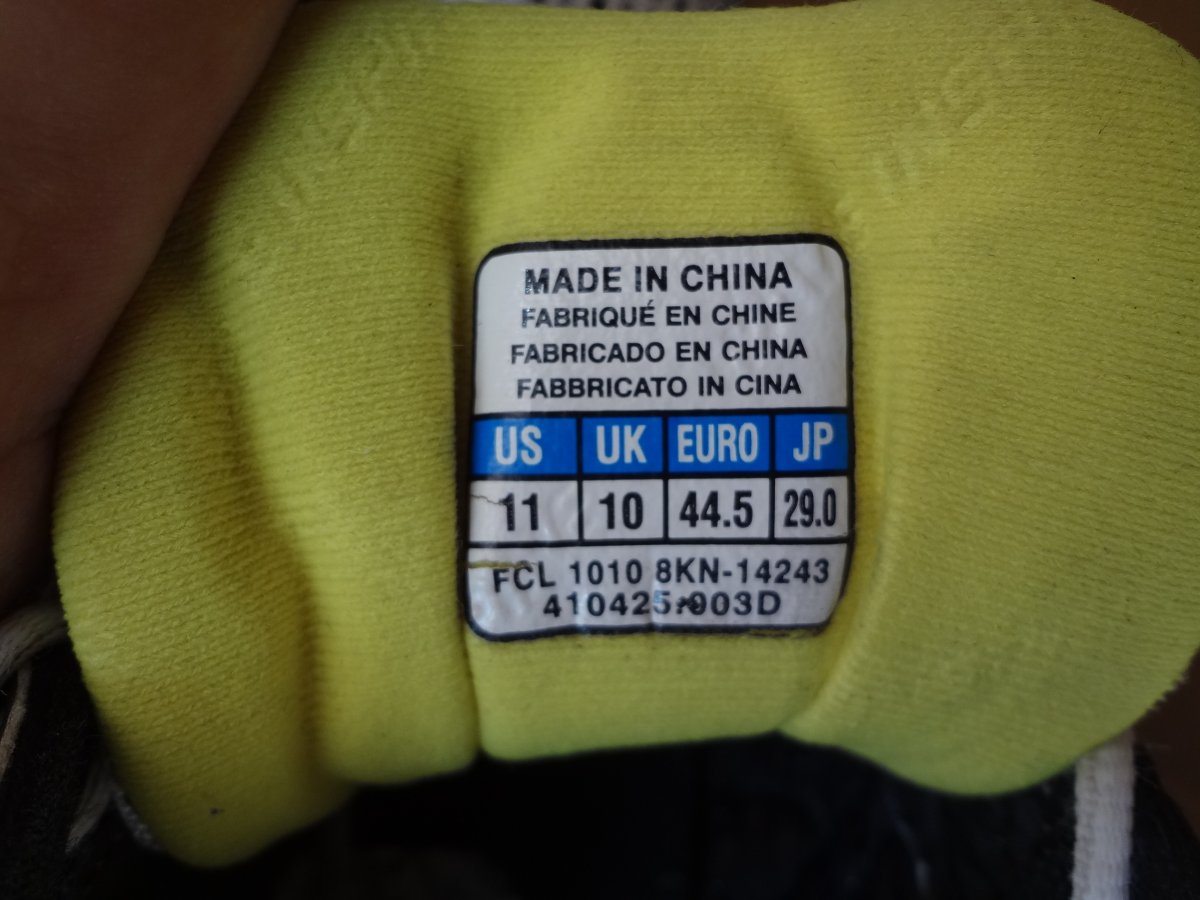 MADE IN CHINA
FABRIQUÉ EN CHINE
FABRICADO EN CHINA
FABBRICATO IN CINA
US UK EURO JP
11 10 44.5 29.0
FCL 1010 8KN-14243
410425-903D